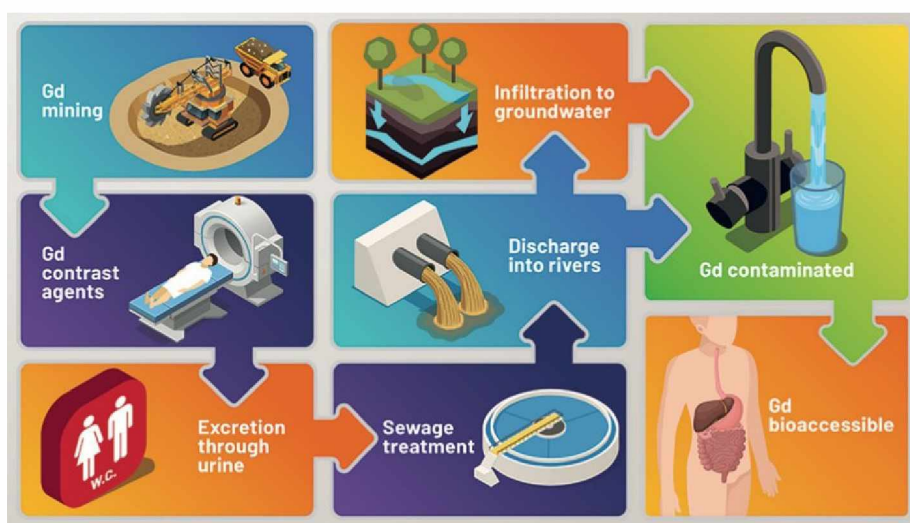 Gd
mining
Gd
contrast
agents
W.C.
Excretion
through
urine
Sewage
treatment
Discharge
into rivers
Infiltration to
groundwater
Gd contaminated
Gd
bioaccessible